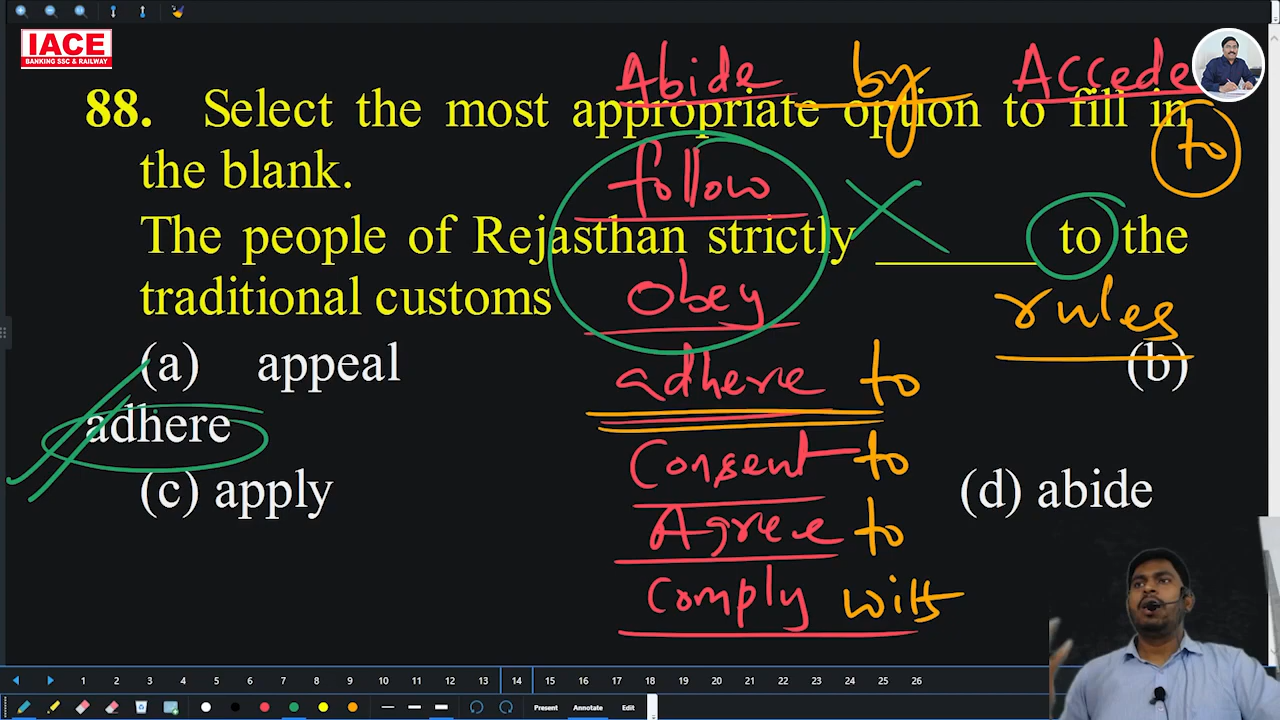 IACE
BANKING SSC & RAILWAY
Abide by Accede to
88. Select the most appropriate option to fill in
the blank.
follow
The people of Rejasthan strictly ______ to the
traditional customs
obey
rules
(a) appeal (b)
adhere
adhere to
Consent to
(c) apply (d) abide
Agree to
Comply with
1 2 3 4 5 6 7 8 9 10 11 12 13 14 15 16 17 18 19 20 21 22 23 24 25 26
Present Annotate Edit